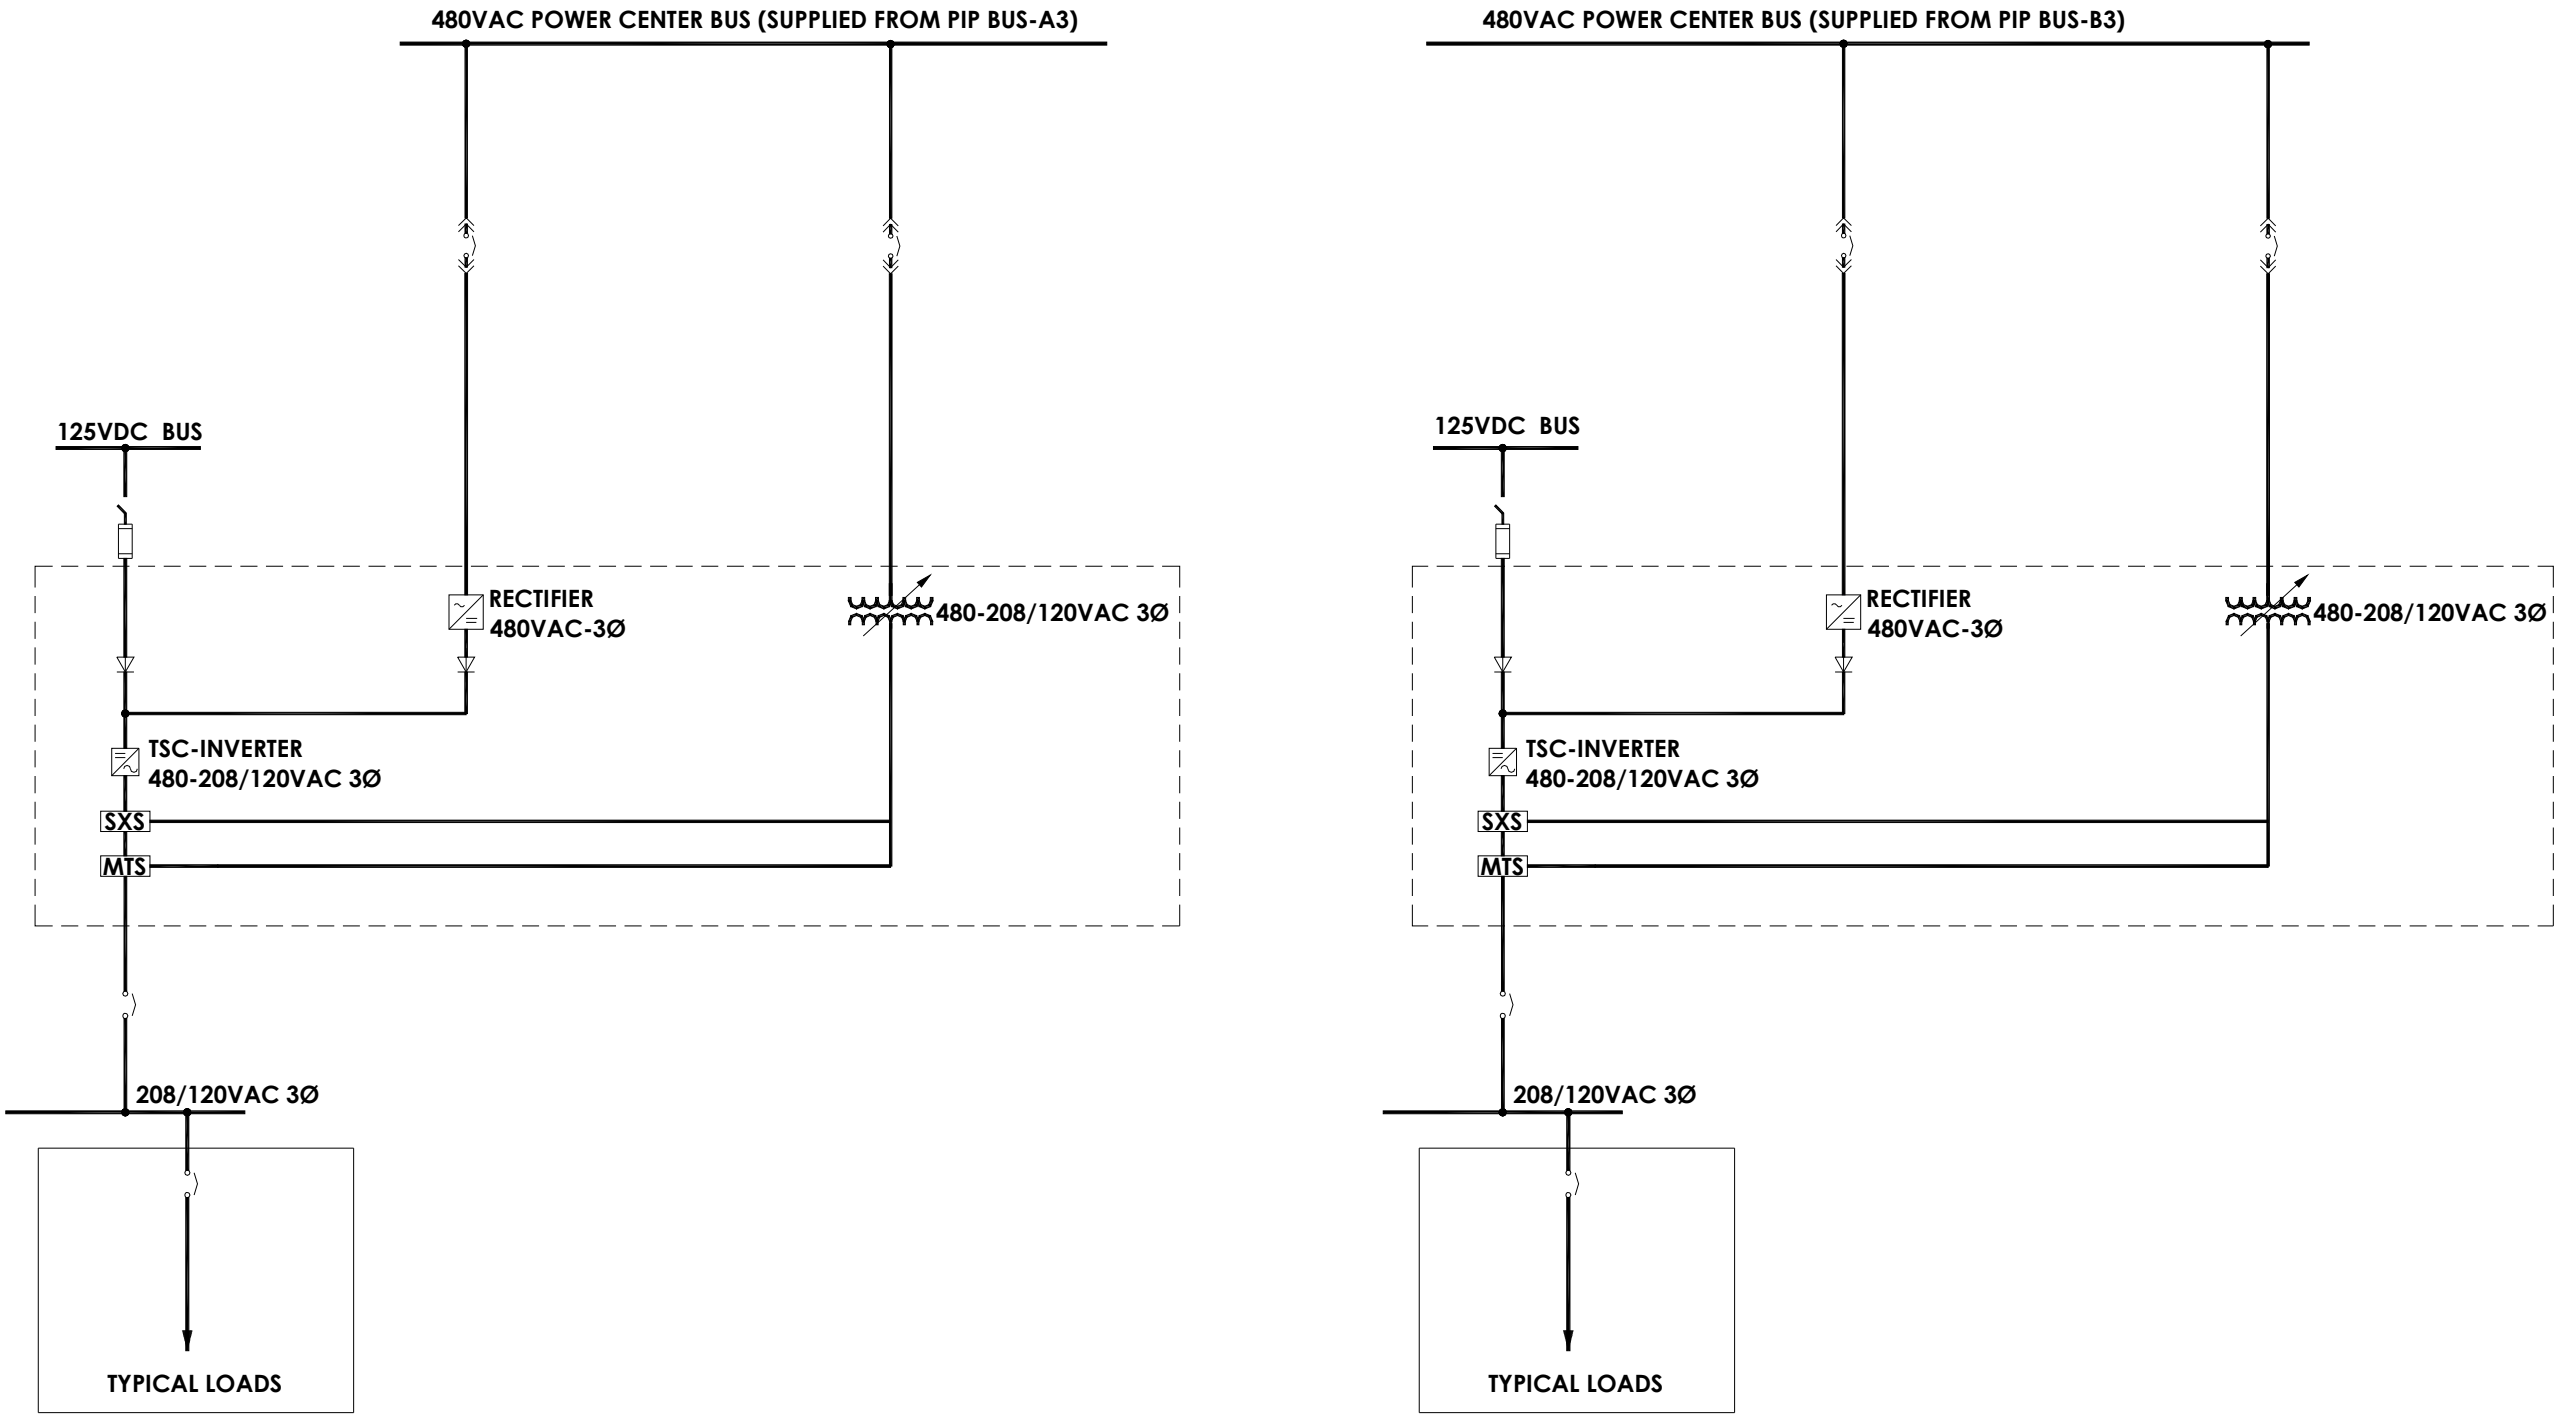 480VAC POWER CENTER BUS (SUPPLIED FROM PIP BUS-A3)
125VDC BUS
RECTIFIER
480VAC-3Ø
480-208/120VAC 3Ø
TSC-INVERTER
480-208/120VAC 3Ø
SXS
MTS
208/120VAC 3Ø
TYPICAL LOADS
480VAC POWER CENTER BUS (SUPPLIED FROM PIP BUS-B3)
125VDC BUS
RECTIFIER
480VAC-3Ø
480-208/120VAC 3Ø
TSC-INVERTER
480-208/120VAC 3Ø
SXS
MTS
208/120VAC 3Ø
TYPICAL LOADS